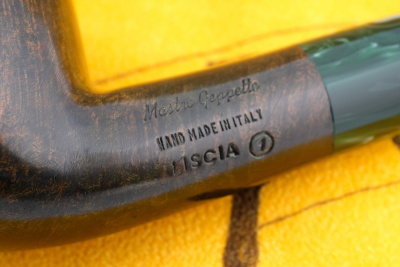 Mastro Geppetto
HAND MADE IN ITALY
LISCIA 1